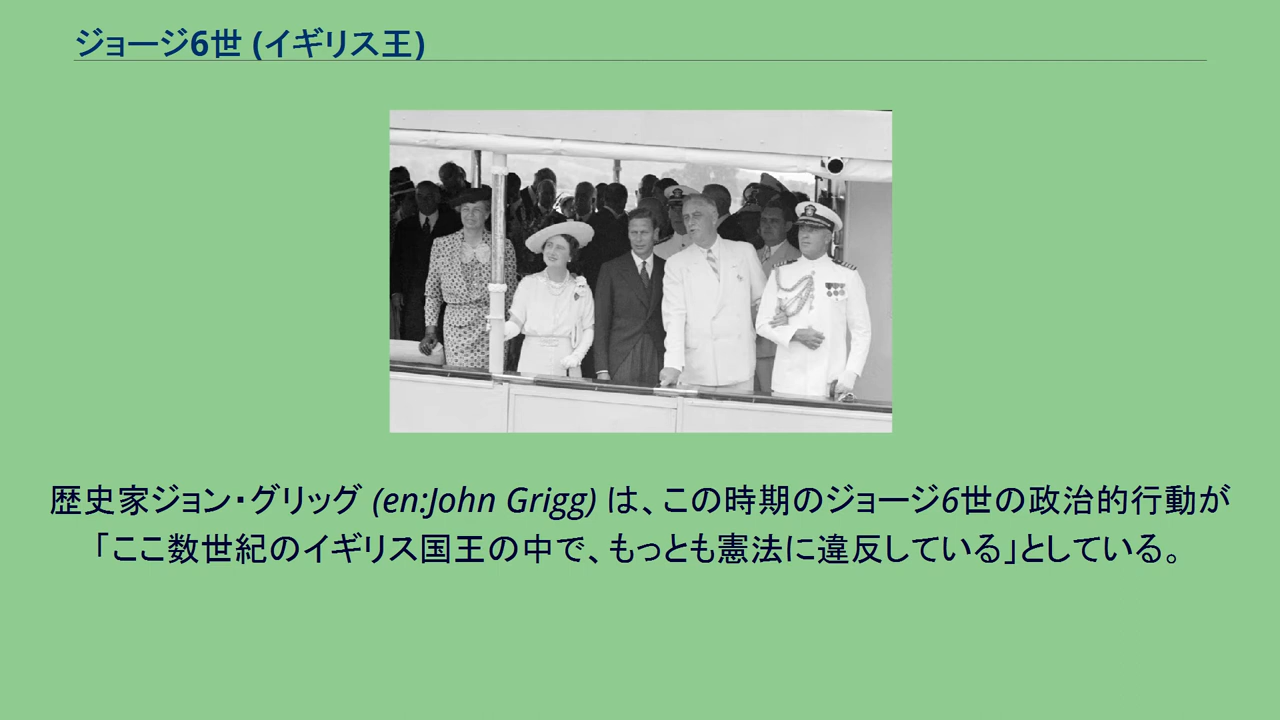 ジョージ6世 (イギリス王)
歴史家ジョン・グリッグ (en:John Grigg) は、この時期のジョージ6世の政治的行動が
「ここ数世紀のイギリス国王の中で、もっとも憲法に違反している」としている。